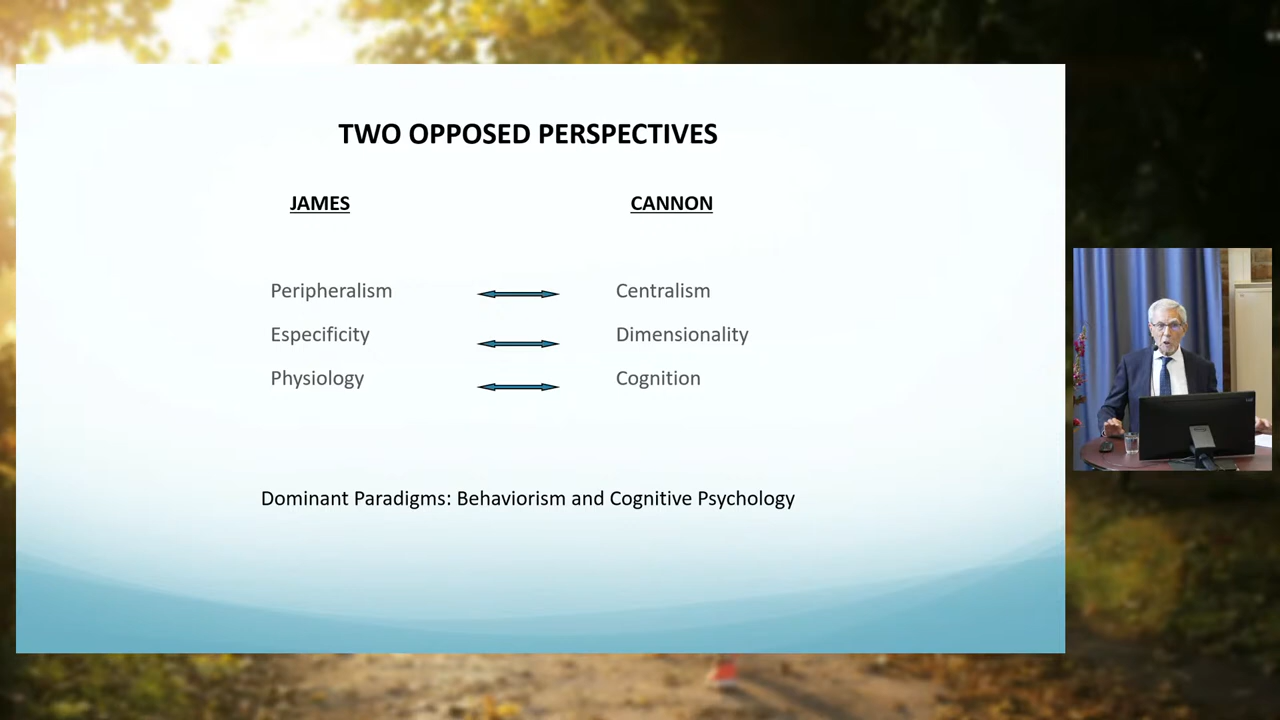 TWO OPPOSED PERSPECTIVES
JAMES CANNON
Peripheralism Centralism
Especificity Dimensionality
Physiology Cognition
Dominant Paradigms: Behaviorism and Cognitive Psychology